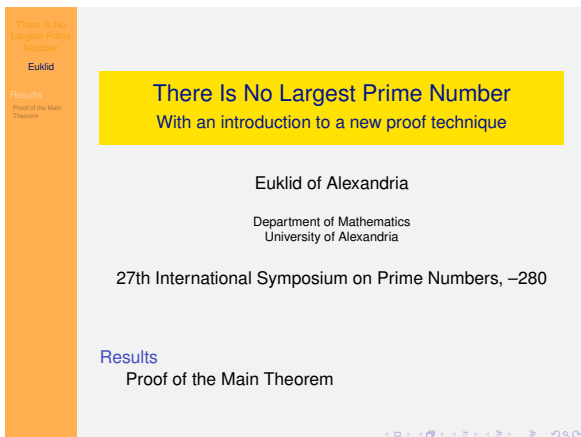 There Is No
Largest Prime
Number
Euklid
Results
Proof of the Main
Theorem
There Is No Largest Prime Number
With an introduction to a new proof technique
Euklid of Alexandria
Department of Mathematics
University of Alexandria
27th International Symposium on Prime Numbers, –280
Results
Proof of the Main Theorem